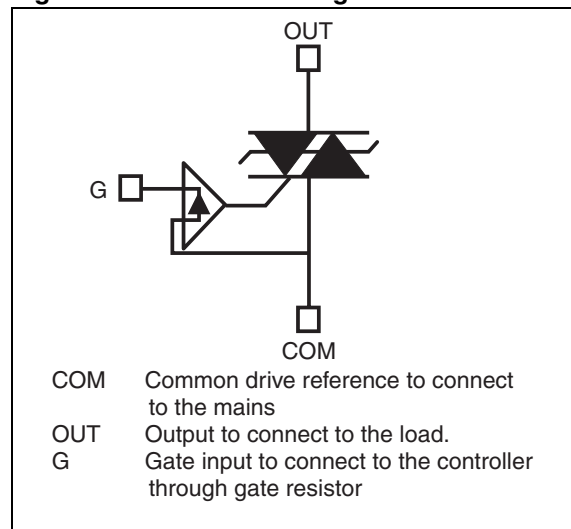 OUT
G
COM
COM Common drive reference to connect
to the mains
OUT Output to connect to the load.
G Gate input to connect to the controller
through gate resistor